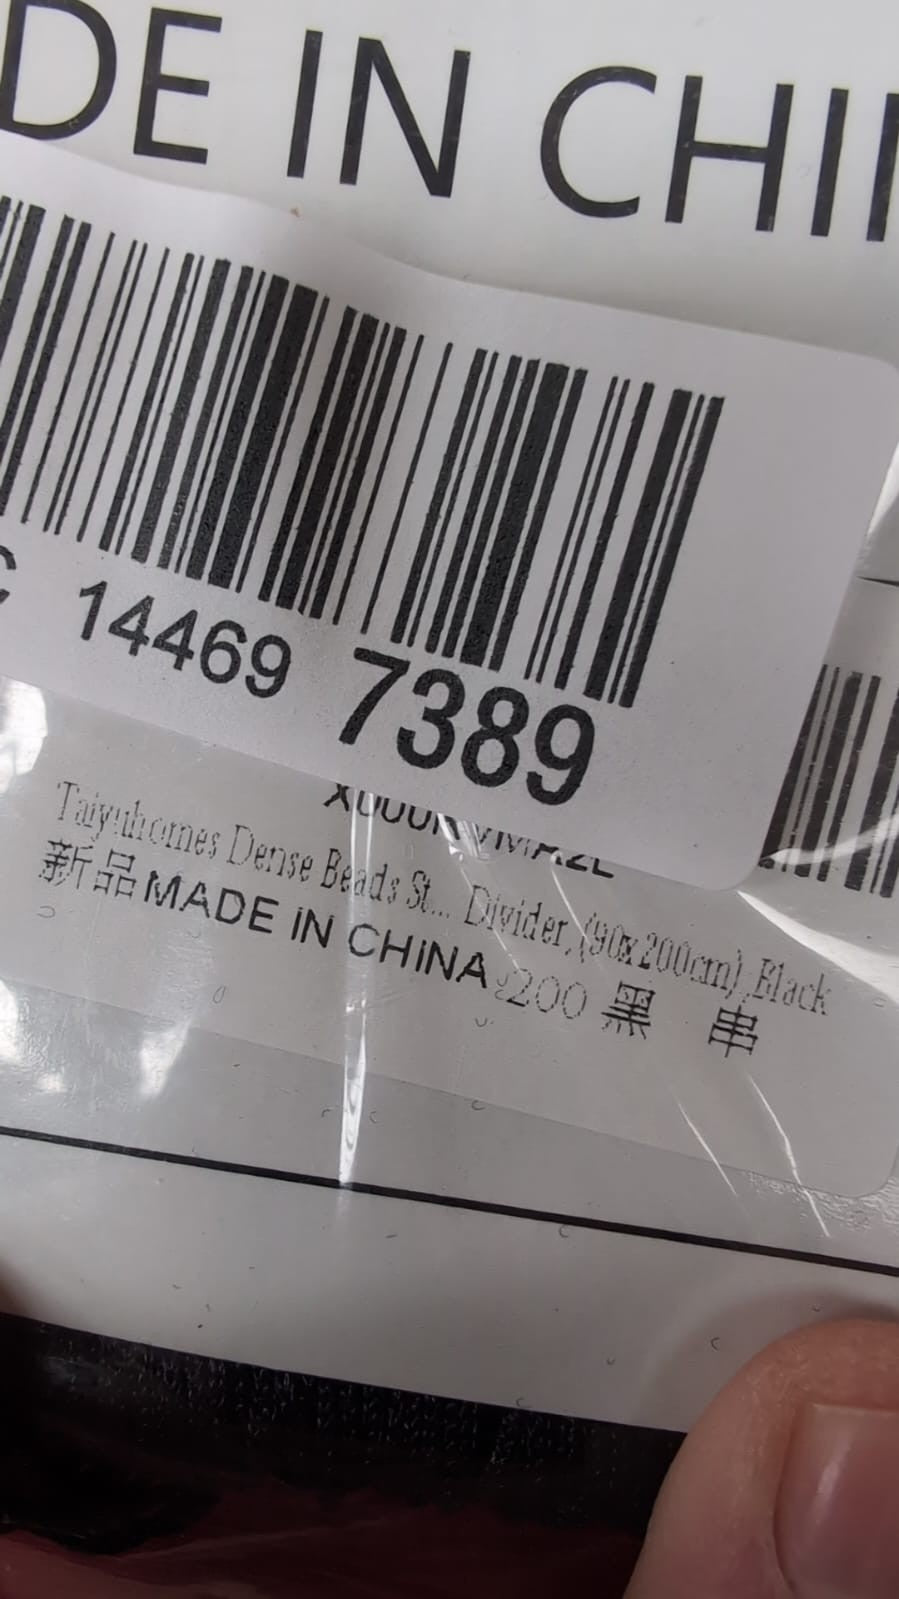 DE IN CHI
14469 7389
Taiyuhomes Dense Beads St... Divider,(90x200cm) Black
新品MADE IN CHINA
200 黑 串